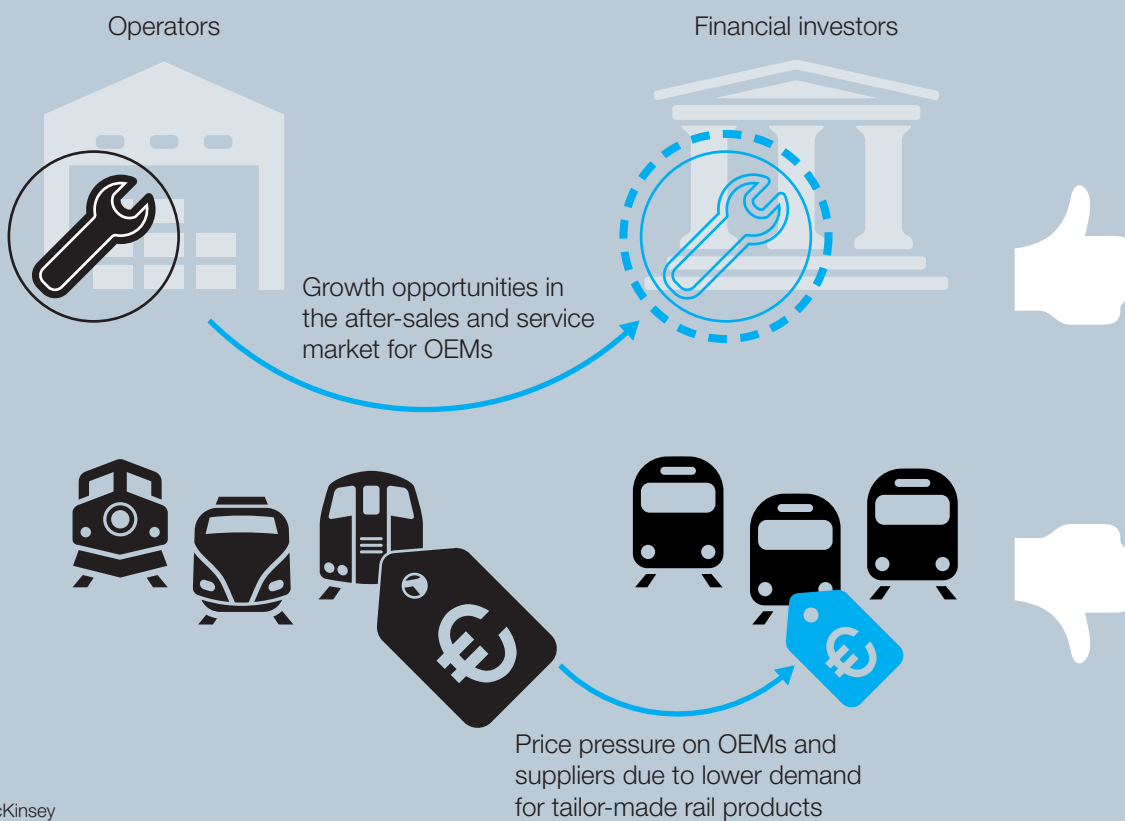 Operators
Financial investors
Growth opportunities in
the after-sales and service
market for OEMs
€
€
Price pressure on OEMs and
suppliers due to lower demand
for tailor-made rail products
cKinsey